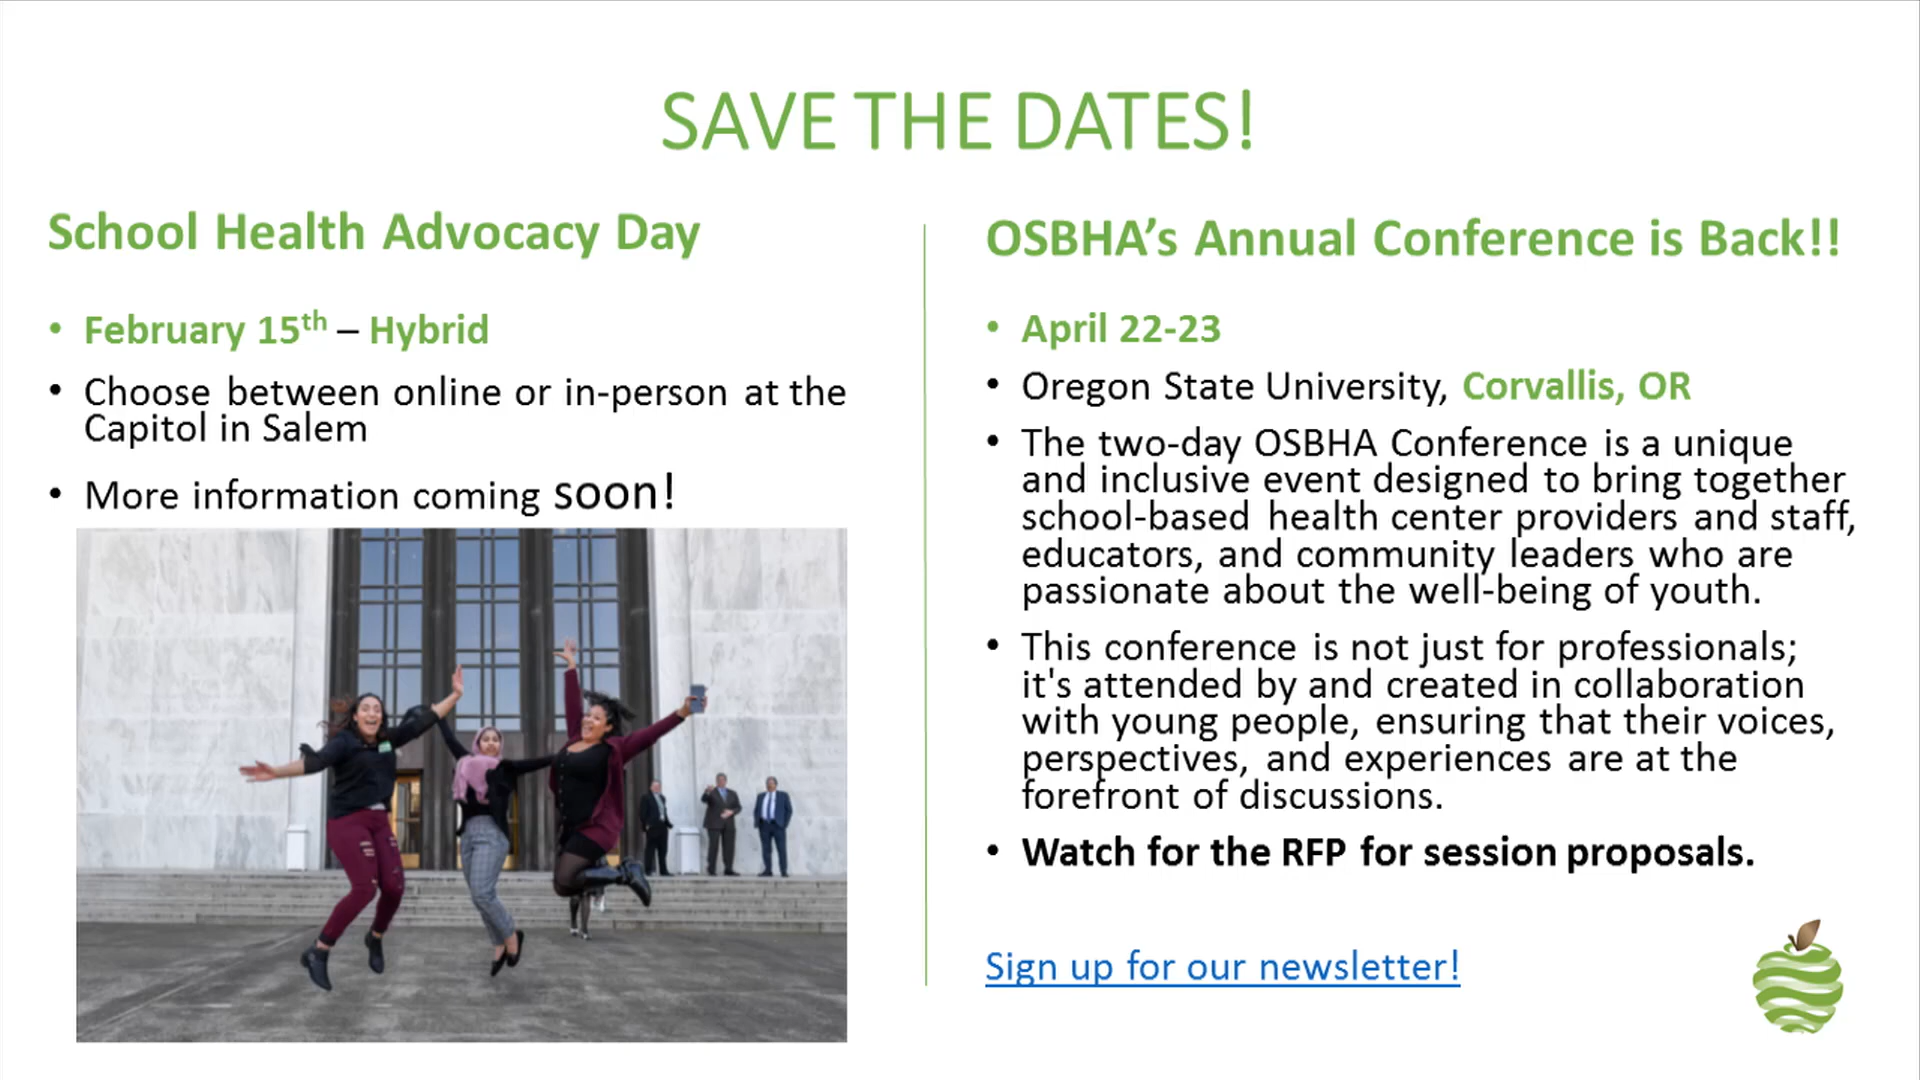 SAVE THE DATES!
School Health Advocacy Day
• February 15th – Hybrid
• Choose between online or in-person at the
Capitol in Salem
• More information coming soon!
OSBHA’s Annual Conference is Back!!
• April 22-23
• Oregon State University, Corvallis, OR
• The two-day OSBHA Conference is a unique
and inclusive event designed to bring together
school-based health center providers and staff,
educators, and community leaders who are
passionate about the well-being of youth.
• This conference is not just for professionals;
it's attended by and created in collaboration
with young people, ensuring that their voices,
perspectives, and experiences are at the
forefront of discussions.
• Watch for the RFP for session proposals.
Sign up for our newsletter!